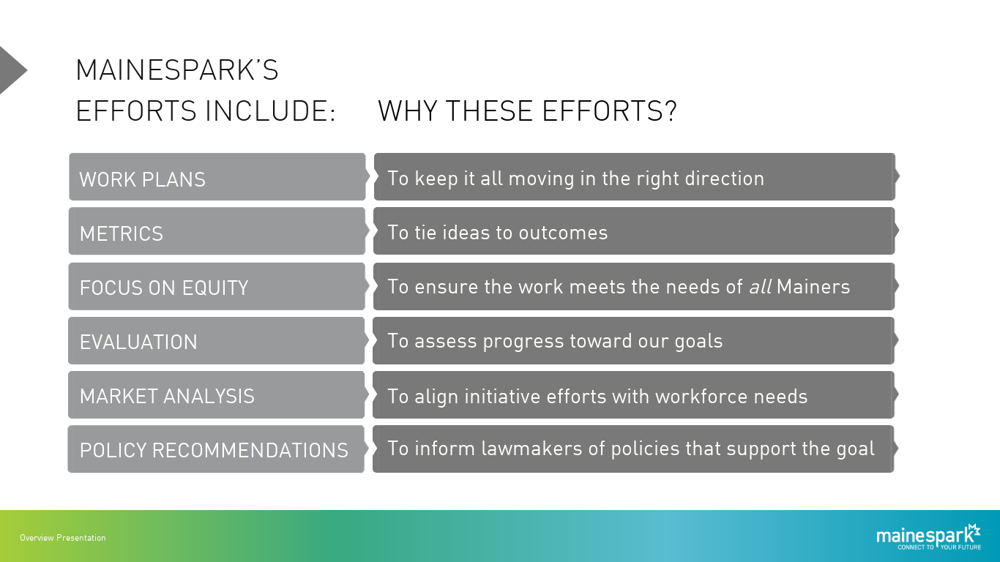 MAINESPARK’S
EFFORTS INCLUDE:
WHY THESE EFFORTS?
WORK PLANS
To keep it all moving in the right direction
METRICS
To tie ideas to outcomes
FOCUS ON EQUITY
To ensure the work meets the needs of all Mainers
EVALUATION
To assess progress toward our goals
MARKET ANALYSIS
To align initiative efforts with workforce needs
POLICY RECOMMENDATIONS
To inform lawmakers of policies that support the goal
Overview Presentation
mainespark
CONNECT TO YOUR FUTURE